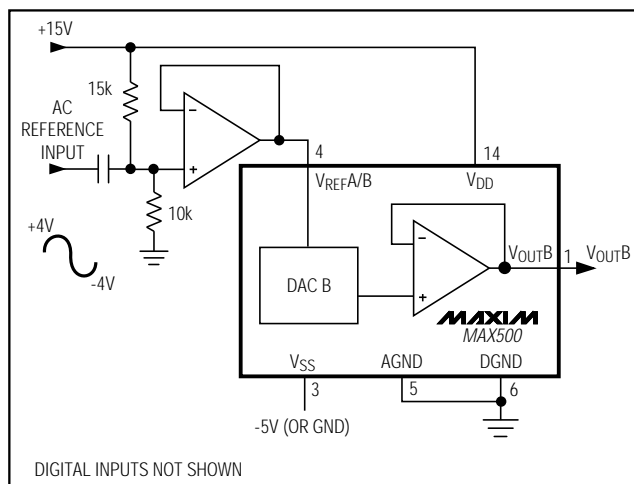 +15V
15k
AC
REFERENCE
INPUT
-
+
4
14
VREFA/B
VDD
10k
+4V
-4V
-
+
DAC B
VOUTB
1
VOUTB
MAXIM
MAX500
VSS
AGND
DGND
3
5
6
-5V (OR GND)
DIGITAL INPUTS NOT SHOWN